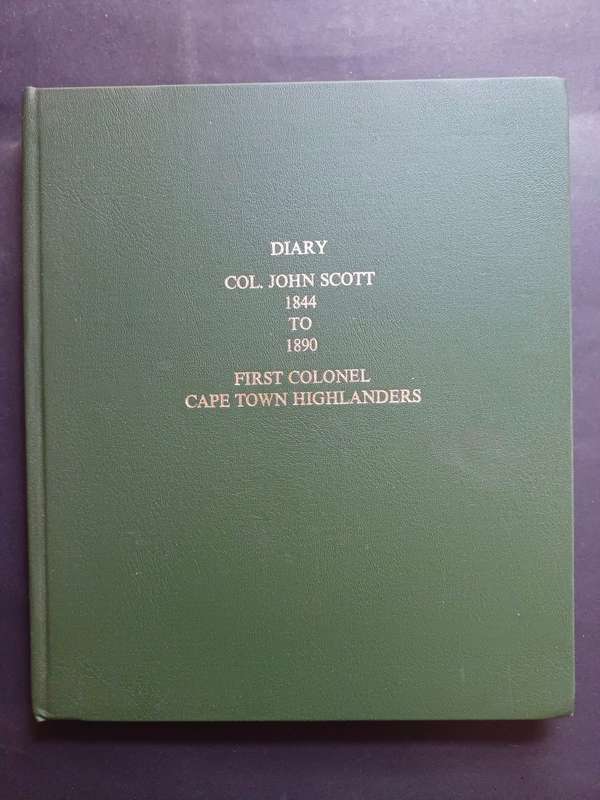 DIARY
COL. JOHN SCOTT
1844
TO
1890
FIRST COLONEL
CAPE TOWN HIGHLANDERS